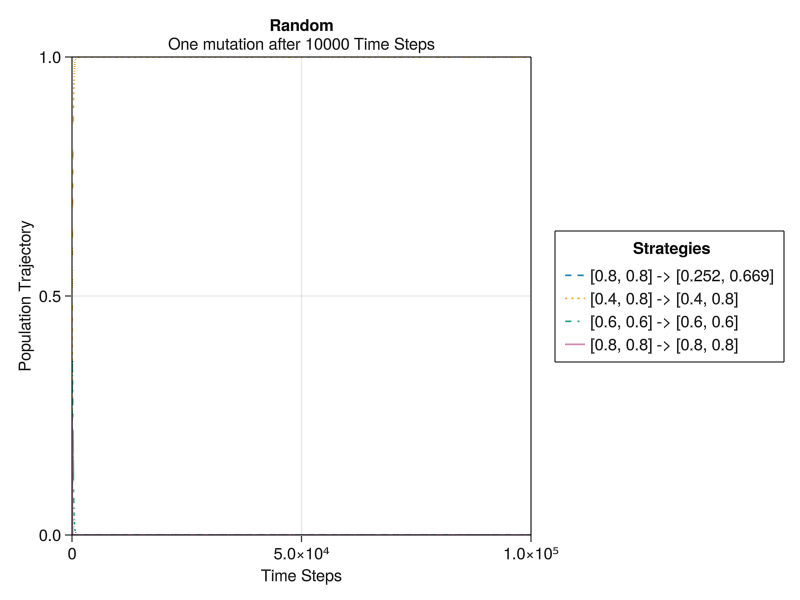 Random
One mutation after 10000 Time Steps
1.0
0.5
0.0
Population Trajectory
0
5.0×10⁴
1.0×10⁵
Time Steps
Strategies
[0.8, 0.8] -> [0.252, 0.669]
[0.4, 0.8] -> [0.4, 0.8]
[0.6, 0.6] -> [0.6, 0.6]
[0.8, 0.8] -> [0.8, 0.8]